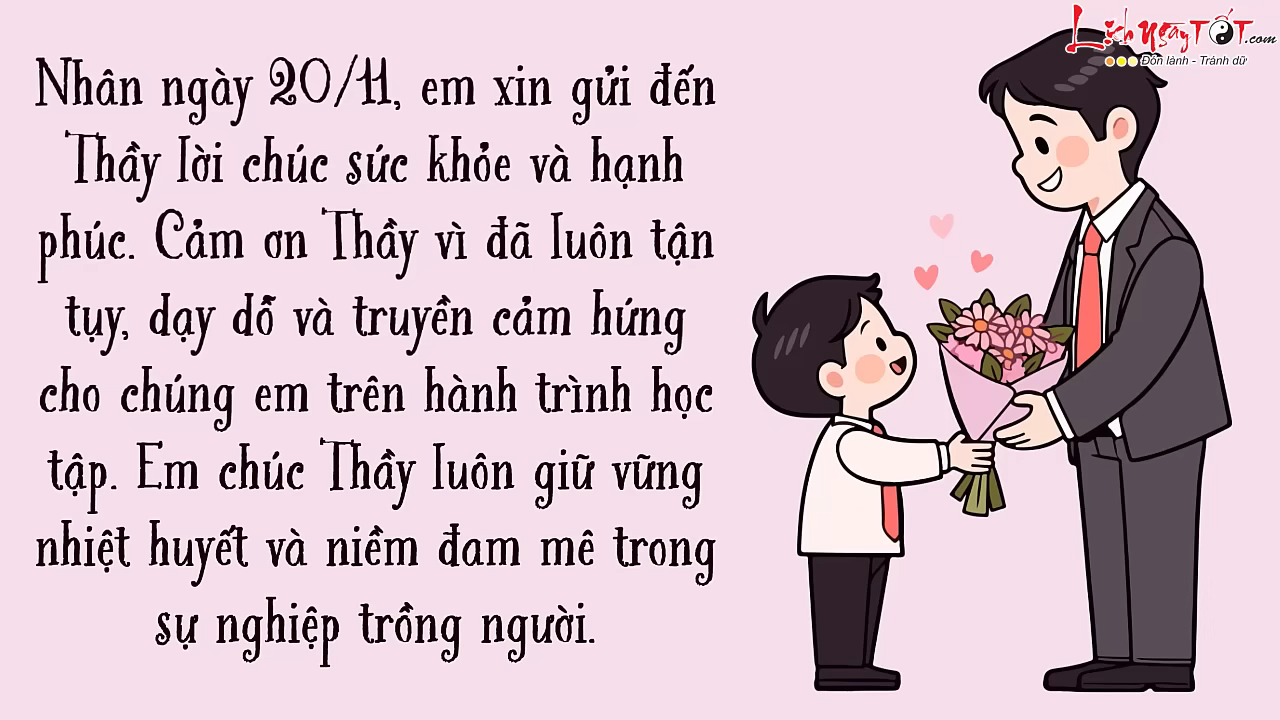 Nhân ngày 20/11, em xin gửi đến
Thầy lời chúc sức khỏe và hạnh
phúc. Cảm ơn Thầy vì đã luôn tận
tụy, dạy dỗ và truyền cảm hứng
cho chúng em trên hành trình học
tập. Em chúc Thầy luôn giữ vững
nhiệt huyết và niềm đam mê trong
sự nghiệp trồng người.
LịchNgàyTỐT.com
Đón lành - Tránh dữ